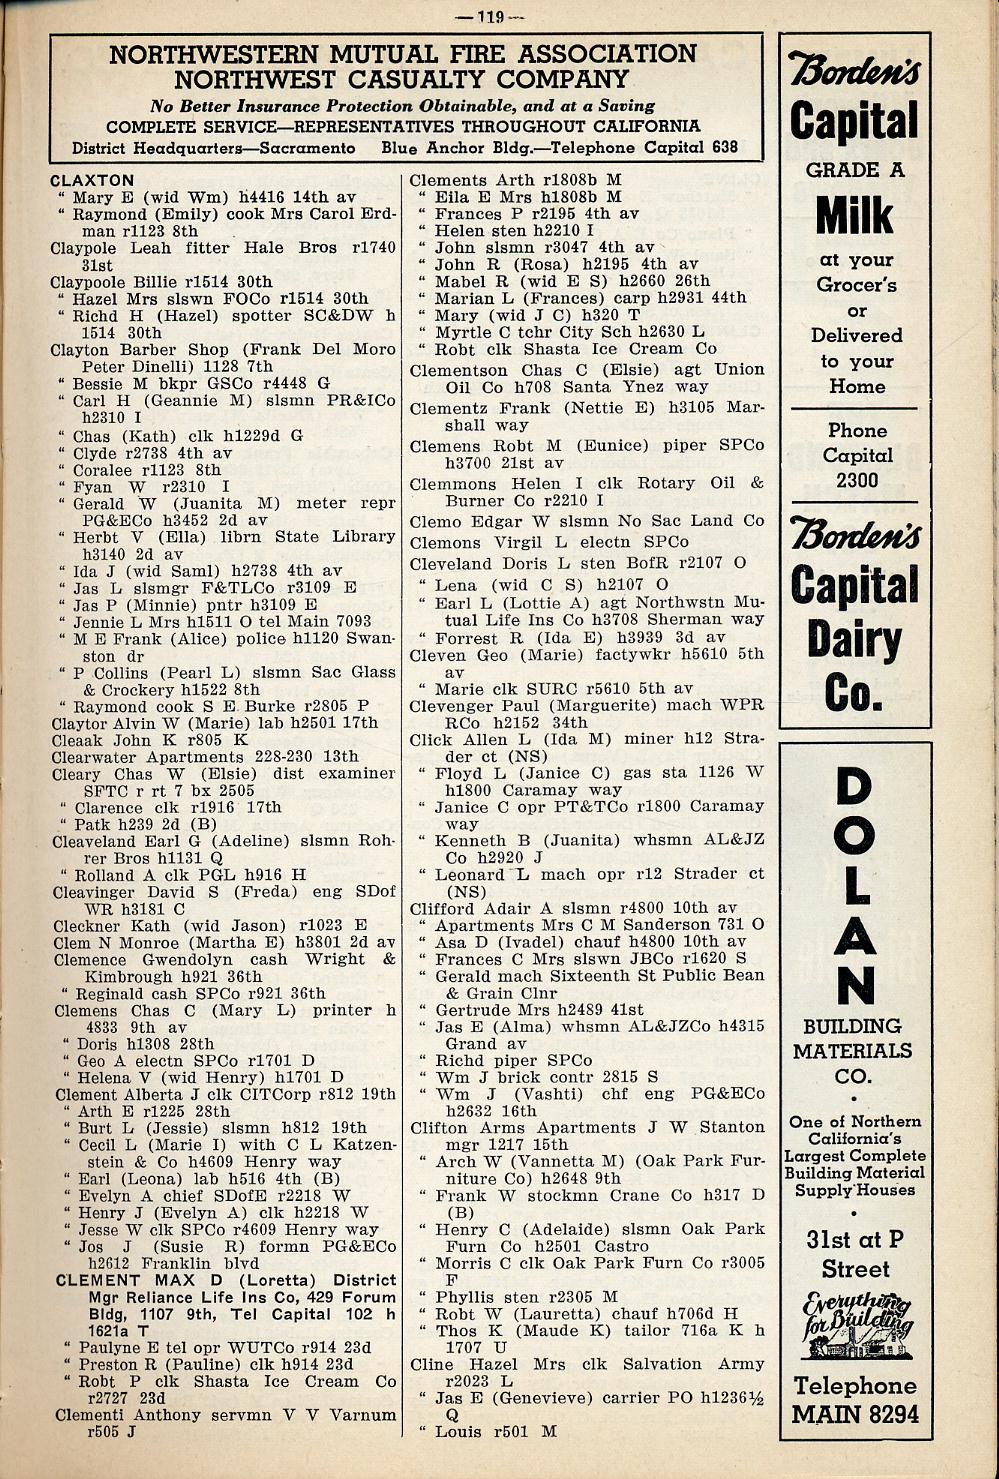 —119—
NORTHWESTERN MUTUAL FIRE ASSOCIATION
NORTHWEST CASUALTY COMPANY
No Better Insurance Protection Obtainable, and at a Saving
COMPLETE SERVICE—REPRESENTATIVES THROUGHOUT CALIFORNIA
District Headquarters—Sacramento Blue Anchor Bldg.—Telephone Capital 638
CLAXTON
" Mary E (wid Wm) h4416 14th av
" Raymond (Emily) cook Mrs Carol Erd-
man r1123 8th
Claypole Leah fitter Hale Bros r1740
31st
Claypoole Billie r1514 30th
" Hazel Mrs slswn FOCo r1514 30th
" Richd H (Hazel) spotter SC&DW h
1514 30th
Clayton Barber Shop (Frank Del Moro
Peter Dinelli) 1128 7th
" Bessie M bkpr GSCo r4448 G
" Carl H (Geannie M) slsmn PR&ICo
h2310 I
" Chas (Kath) clk h1229d G
" Clyde r2738 4th av
" Coralee r1123 8th
" Fyan W r2310 I
" Gerald W (Juanita M) meter repr
PG&ECo h3452 2d av
" Herbt V (Ella) librn State Library
h3140 2d av
" Ida J (wid Saml) h2738 4th av
" Jas L slsmgr F&TLCo r3109 E
" Jas P (Minnie) pntr h3109 E
" Jennie L Mrs h1511 O tel Main 7093
" M E Frank (Alice) police h1120 Swan-
ston dr
" P Collins (Pearl L) slsmn Sac Glass
& Crockery h1522 8th
" Raymond cook S E Burke r2805 P
Claytor Alvin W (Marie) lab h2501 17th
Cleaak John K r805 K
Clearwater Apartments 228-230 13th
Cleary Chas W (Elsie) dist examiner
SFTC r rt 7 bx 2505
" Clarence clk r1916 17th
" Patk h239 2d (B)
Cleaveland Earl G (Adeline) slsmn Roh-
rer Bros h1131 Q
" Rolland A clk PGL h916 H
Cleavinger David S (Freda) eng SDof
WR h3181 C
Cleckner Kath (wid Jason) r1023 E
Clem N Monroe (Martha E) h3801 2d av
Clemence Gwendolyn cash Wright &
Kimbrough h921 36th
" Reginald cash SPCo r921 36th
Clemens Chas C (Mary L) printer h
4833 9th av
" Doris h1308 28th
" Geo A electn SPCo r1701 D
" Helena V (wid Henry) h1701 D
Clement Alberta J clk CITCorp r812 19th
" Arth E r1225 28th
" Burt L (Jessie) slsmn h812 19th
" Cecil L (Marie I) with C L Katzen-
stein & Co h4609 Henry way
" Earl (Leona) lab h516 4th (B)
" Evelyn A chief SDofE r2218 W
" Henry J (Evelyn A) clk h2218 W
" Jesse W clk SPCo r4609 Henry way
" Jos J (Susie R) formn PG&ECo
h2612 Franklin blvd
CLEMENT MAX D (Loretta) District
Mgr Reliance Life Ins Co, 429 Forum
Bldg, 1107 9th, Tel Capital 102 h
1621a T
" Paulyne E tel opr WUTCo r914 23d
" Preston R (Pauline) clk h914 23d
" Robt P clk Shasta Ice Cream Co
r2727 23d
Clementi Anthony servmn V V Varnum
r505 J
Clements Arth r1808b M
" Eila E Mrs h1808b M
" Frances P r2195 4th av
" Helen sten h2210 I
" John slsmn r3047 4th av
" John R (Rosa) h2195 4th av
" Mabel R (wid E S) h2660 26th
" Marian L (Frances) carp h2931 44th
" Mary (wid J C) h320 T
" Myrtle C tchr City Sch h2630 L
" Robt clk Shasta Ice Cream Co
Clementson Chas C (Elsie) agt Union
Oil Co h708 Santa Ynez way
Clementz Frank (Nettie E) h3105 Mar-
shall way
Clemens Robt M (Eunice) piper SPCo
h3700 21st av
Clemmons Helen I clk Rotary Oil &
Burner Co r2210 I
Clemo Edgar W slsmn No Sac Land Co
Clemons Virgil L electn SPCo
Cleveland Doris L sten BofR r2107 O
" Lena (wid C S) h2107 O
" Earl L (Lottie A) agt Northwstn Mu-
tual Life Ins Co h3708 Sherman way
" Forrest R (Ida E) h3939 3d av
Cleven Geo (Marie) factywkr h5610 5th
av
" Marie clk SURC r5610 5th av
Clevenger Paul (Marguerite) mach WPR
RCo h2152 34th
Click Allen L (Ida M) miner h12 Stra-
der ct (NS)
" Floyd L (Janice C) gas sta 1126 W
h1800 Caramay way
" Janice C opr PT&TCo r1800 Caramay
way
" Kenneth B (Juanita) whsmn AL&JZ
Co h2920 J
" Leonard L mach opr r12 Strader ct
(NS)
Clifford Adair A slsmn r4800 10th av
" Apartments Mrs C M Sanderson 731 O
" Asa D (Ivadel) chauf h4800 10th av
" Frances C Mrs slswn JBCo r1620 S
" Gerald mach Sixteenth St Public Bean
& Grain Clnr
" Gertrude Mrs h2489 41st
" Jas E (Alma) whsmn AL&JZCo h4315
Grand av
" Richd piper SPCo
" Wm J brick contr 2815 S
" Wm J (Vashti) chf eng PG&ECo
h2632 16th
Clifton Arms Apartments J W Stanton
mgr 1217 15th
" Arch W (Vannetta M) (Oak Park Fur-
niture Co) h2648 9th
" Frank W stockmn Crane Co h317 D
(B)
" Henry C (Adelaide) slsmn Oak Park
Furn Co h2501 Castro
" Morris C clk Oak Park Furn Co r3005
F
" Phyllis sten r2305 M
" Robt W (Lauretta) chauf h706d H
" Thos K (Maude K) tailor 716a K h
1707 U
Cline Hazel Mrs clk Salvation Army
r2023 L
" Jas E (Genevieve) carrier PO h1236½
Q
" Louis r501 M
Borden's
Capital
GRADE A
Milk
at your
Grocer's
or
Delivered
to your
Home
Phone
Capital
2300
Borden's
Capital
Dairy
Co.
D
O
L
A
N
BUILDING
MATERIALS
CO.
•
One of Northern
California's
Largest Complete
Building Material
Supply Houses
•
31st at P
Street
Everything
for Building
Telephone
MAIN 8294